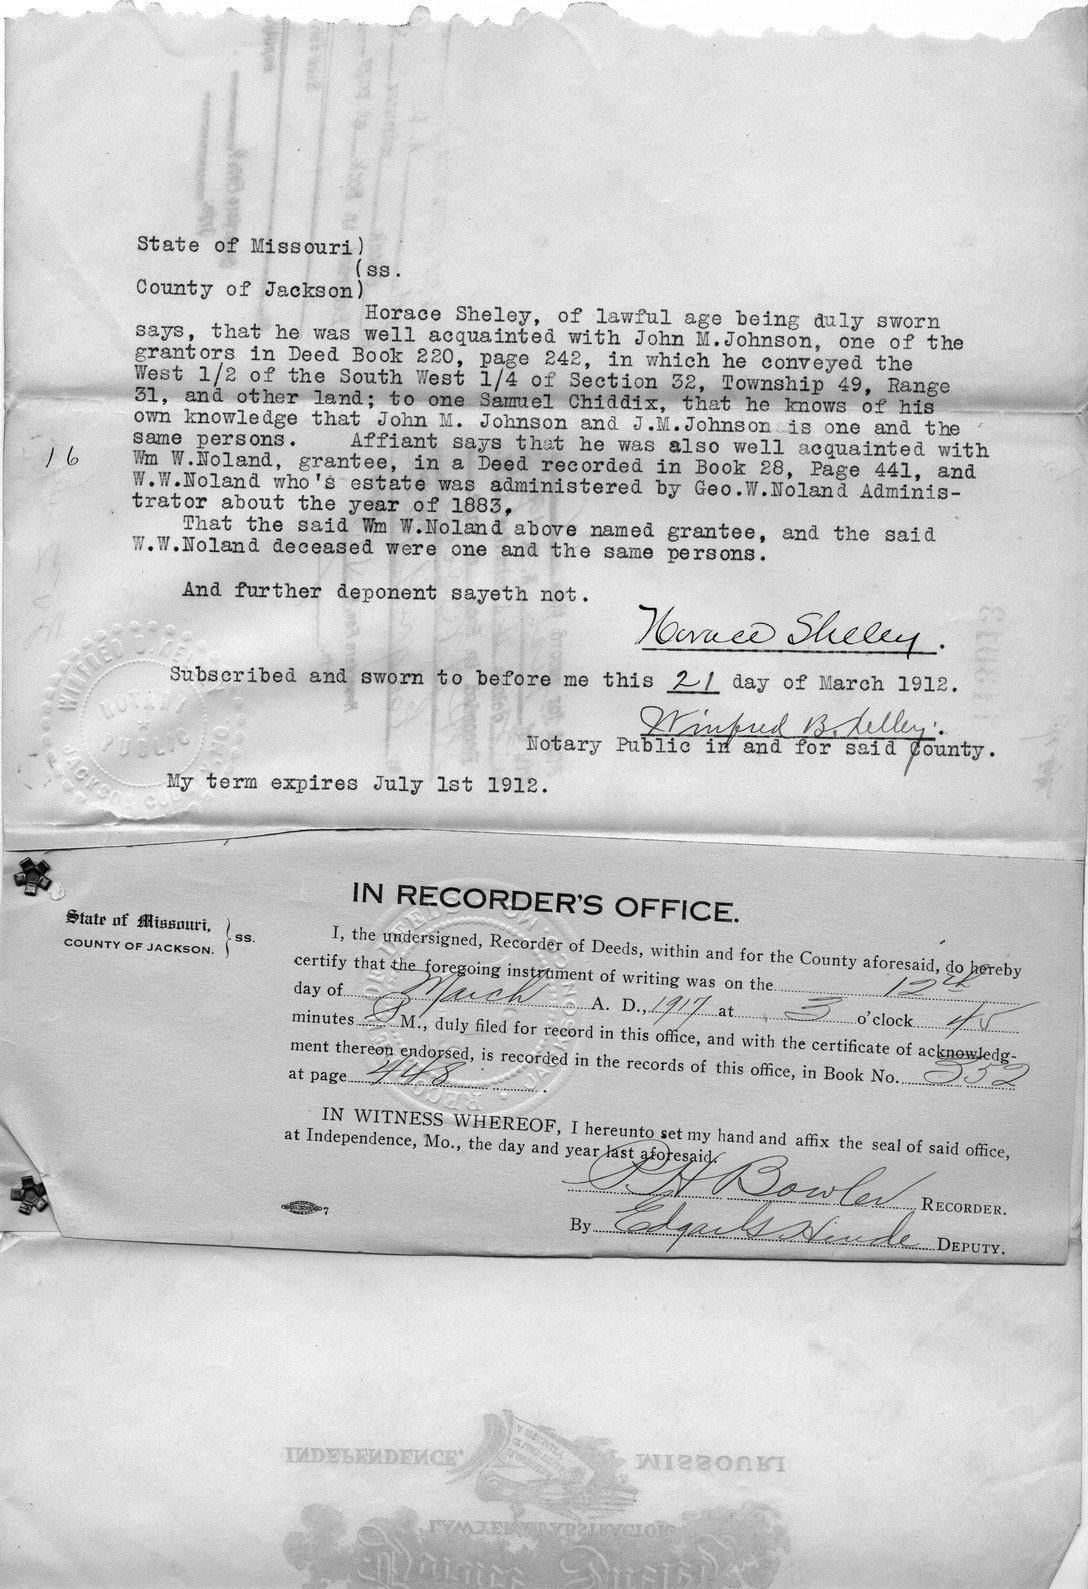 State of Missouri)
(ss.
County of Jackson)
Horace Sheley, of lawful age being duly sworn
says, that he was well acquainted with John M.Johnson, one of the
grantors in Deed Book 220, page 242, in which he conveyed the
West 1/2 of the South West 1/4 of Section 32, Township 49, Range
31, and other land; to one Samuel Chiddix, that he knows of his
own knowledge that John M. Johnson and J.M.Johnson is one and the
same persons. Affiant says that he was also well acquainted with
16
Wm W.Noland, grantee, in a Deed recorded in Book 28, Page 441, and
W.W.Noland who's estate was administered by Geo.W.Noland Adminis-
trator about the year of 1883,
That the said Wm W.Noland above named grantee, and the said
W.W.Noland deceased were one and the same persons.
And further deponent sayeth not.
Horace Sheley.
Subscribed and sworn to before me this 21 day of March 1912.
Winfred B.
Notary Public in and for said County.
My term expires July 1st 1912.
NOTARY
PUBLIC
IN RECORDER'S OFFICE.
State of Missouri,
COUNTY OF JACKSON. } ss.
I, the undersigned, Recorder of Deeds, within and for the County aforesaid, do hereby
certify that the foregoing instrument of writing was on the 12th
day of March A. D., 1917 at 3 o'clock 45
minutes P M., duly filed for record in this office, and with the certificate of acknowledg-
ment thereon endorsed, is recorded in the records of this office, in Book No. 352
at page 448.
IN WITNESS WHEREOF, I hereunto set my hand and affix the seal of said office,
at Independence, Mo., the day and year last aforesaid.
P. H Bowler RECORDER.
By Edgar G. Hinde DEPUTY.
7
INDEPENDENCE, MISSOURI
LAWYER AND ABSTRACTOR